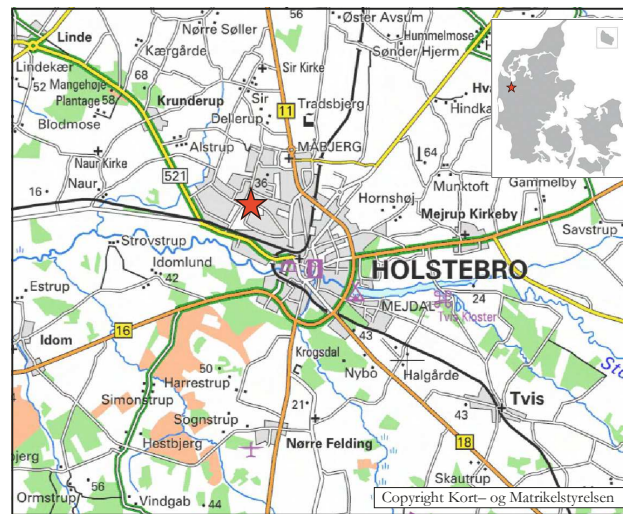 Linde
Nørre Søller
56
Øster Avsum
Hummelmose
Sønder Hjerm
Kærgårde
Lindekær
52
68
Mangehøje
Plantage
58
Sir Kirke
Sir
Krunderup
Dellerup
11
Tradsbjerg
Hva
Hindka
Blodmose
Alstrup
MÅBJERG
64
Naur Kirke
Naur
521
36
Munktoft
Gammelby
16
Hornshøj
Mejrup Kirkeby
Savstrup
Strovstrup
Idomlund
42
HOLSTEBRO
Estrup
MEJDAL
24
Tvis Kloster
16
Idom
43
Krogsdal
50
Nybo
Halgårde
Harrestrup
Simonstrup
21
Tvis
43
Sognstrup
Hestbjerg
Nørre Felding
18
bjerg
Skautrup
56
Ormstrup
Vindgab
44
Copyright Kort– og Matrikelstyrelsen